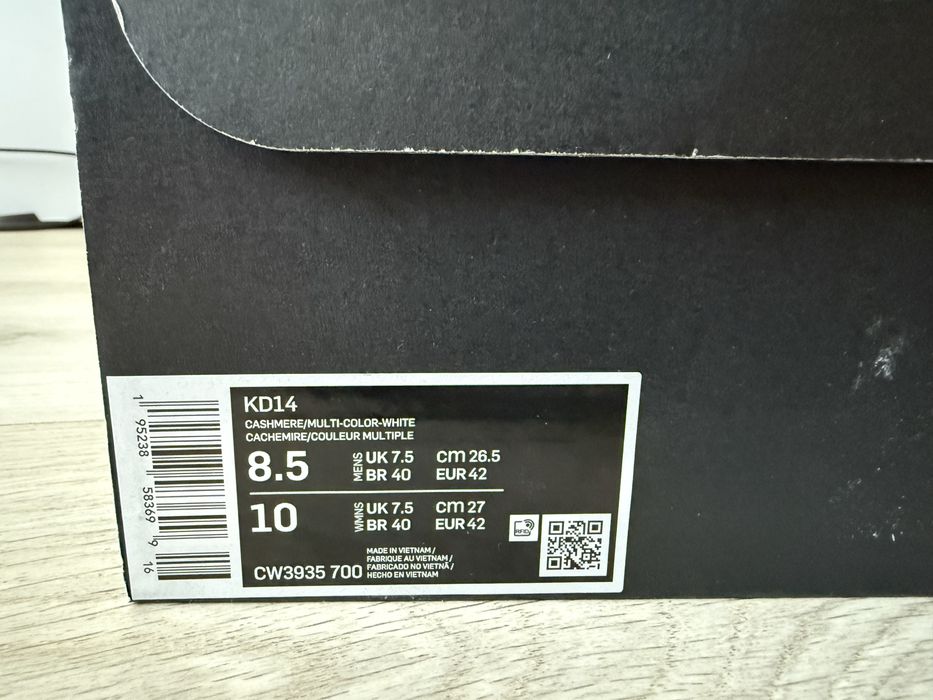 KD14
CASHMERE/MULTI-COLOR-WHITE
CACHEMIRE/COULEUR MULTIPLE
8.5 MENS UK 7.5 cm 26.5
BR 40 EUR 42
10 WMNS UK 7.5 cm 27
BR 40 EUR 42
RFID
MADE IN VIETNAM /
FABRIQUE AU VIETNAM /
FABRICADO NO VIETNÃ /
HECHO EN VIETNAM
CW3935 700
1 95238 58369 9 16